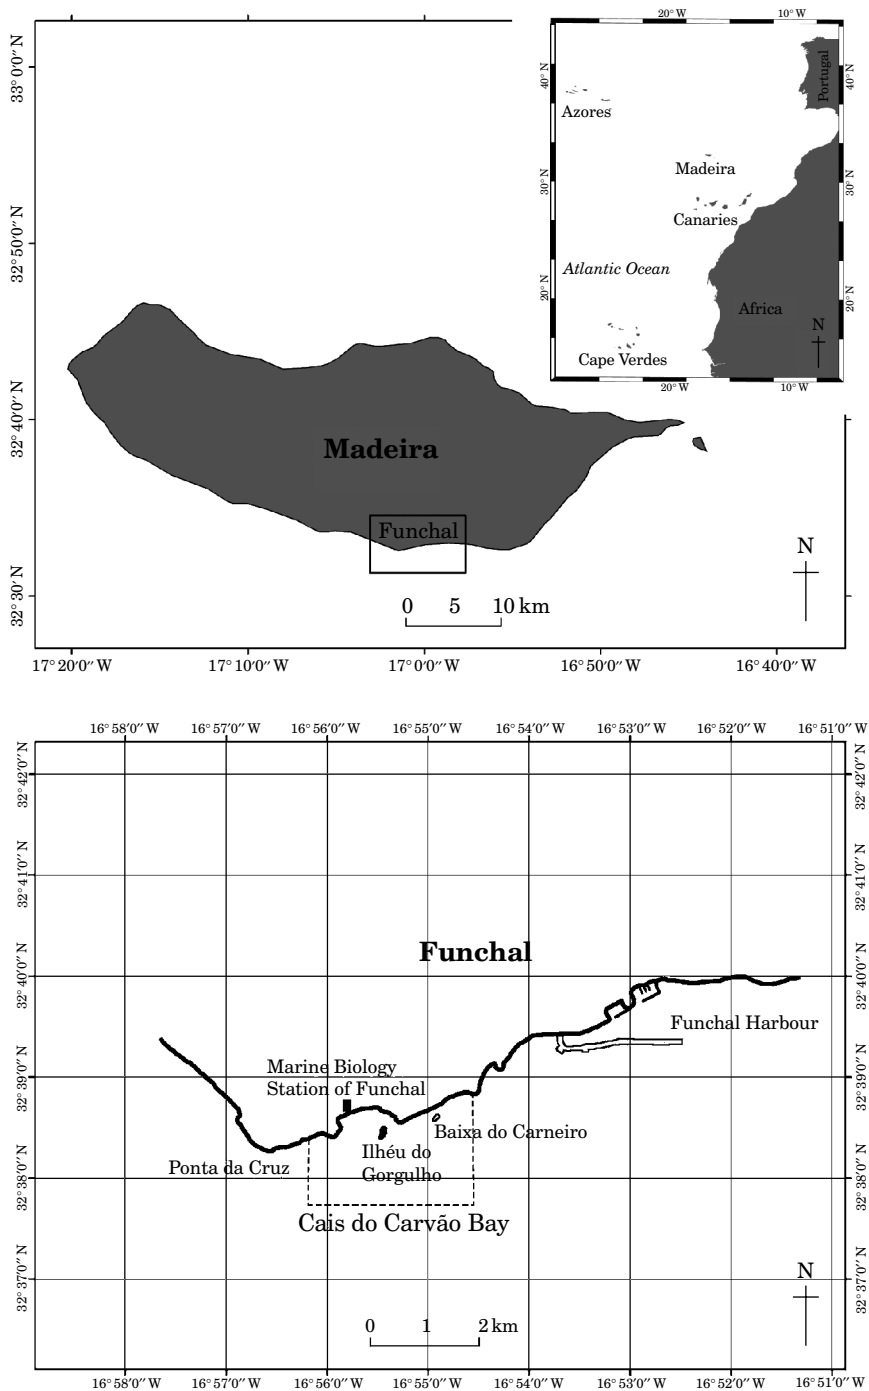 20° W 10° W
33° 0′0″ N
40° N
Portugal
40° N
Azores
Madeira
30° N
30° N
Canaries
32° 50′0″ N
Atlantic Ocean
20° N
20° N
Africa
N
Cape Verdes
20° W 10° W
32° 40′0″ N
Madeira
Funchal
N
32° 30′0″ N
0 5 10 km
17° 20′0″ W 17° 10′0″ W 17° 0′0″ W 16° 50′0″ W 16° 40′0″ W
16° 58′0″ W 16° 57′0″ W 16° 56′0″ W 16° 55′0″ W 16° 54′0″ W 16° 53′0″ W 16° 52′0″ W 16° 51′0″ W
32° 42′0″ N 32° 42′0″ N
32° 41′0″ N 32° 41′0″ N
Funchal
32° 40′0″ N 32° 40′0″ N
Funchal Harbour
32° 39′0″ N 32° 39′0″ N
Marine Biology
Station of Funchal
Baixa do Carneiro
Ilhéu do
Gorgulho
Ponta da Cruz
32° 38′0″ N 32° 38′0″ N
Cais do Carvão Bay
32° 37′0″ N 32° 37′0″ N
N
0 1 2 km
16° 58′0″ W 16° 57′0″ W 16° 56′0″ W 16° 55′0″ W 16° 54′0″ W 16° 53′0″ W 16° 52′0″ W 16° 51′0″ W